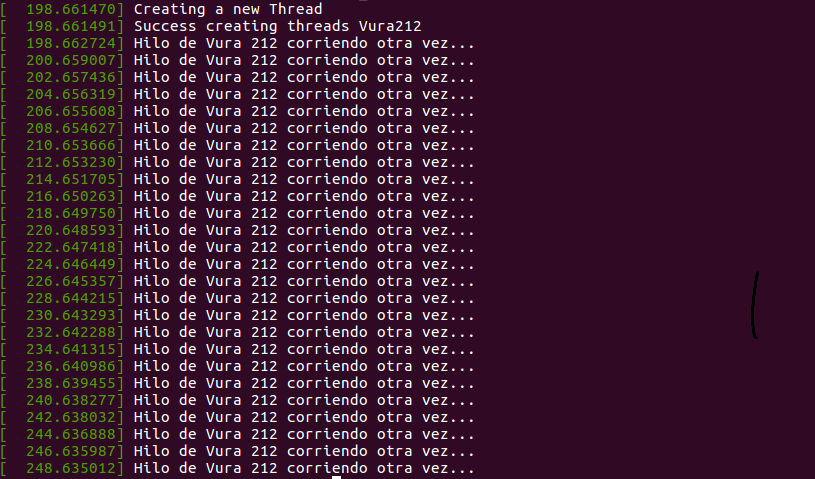 [  198.661470] Creating a new Thread
[  198.661491] Success creating threads Vura212
[  198.662724] Hilo de Vura 212 corriendo otra vez...
[  200.659007] Hilo de Vura 212 corriendo otra vez...
[  202.657436] Hilo de Vura 212 corriendo otra vez...
[  204.656319] Hilo de Vura 212 corriendo otra vez...
[  206.655608] Hilo de Vura 212 corriendo otra vez...
[  208.654627] Hilo de Vura 212 corriendo otra vez...
[  210.653666] Hilo de Vura 212 corriendo otra vez...
[  212.653230] Hilo de Vura 212 corriendo otra vez...
[  214.651705] Hilo de Vura 212 corriendo otra vez...
[  216.650263] Hilo de Vura 212 corriendo otra vez...
[  218.649750] Hilo de Vura 212 corriendo otra vez...
[  220.648593] Hilo de Vura 212 corriendo otra vez...
[  222.647418] Hilo de Vura 212 corriendo otra vez...
[  224.646449] Hilo de Vura 212 corriendo otra vez...
[  226.645357] Hilo de Vura 212 corriendo otra vez...
[  228.644215] Hilo de Vura 212 corriendo otra vez...
[  230.643293] Hilo de Vura 212 corriendo otra vez...
[  232.642288] Hilo de Vura 212 corriendo otra vez...
[  234.641315] Hilo de Vura 212 corriendo otra vez...
[  236.640986] Hilo de Vura 212 corriendo otra vez...
[  238.639455] Hilo de Vura 212 corriendo otra vez...
[  240.638277] Hilo de Vura 212 corriendo otra vez...
[  242.638032] Hilo de Vura 212 corriendo otra vez...
[  244.636888] Hilo de Vura 212 corriendo otra vez...
[  246.635987] Hilo de Vura 212 corriendo otra vez...
[  248.635012] Hilo de Vura 212 corriendo otra vez...